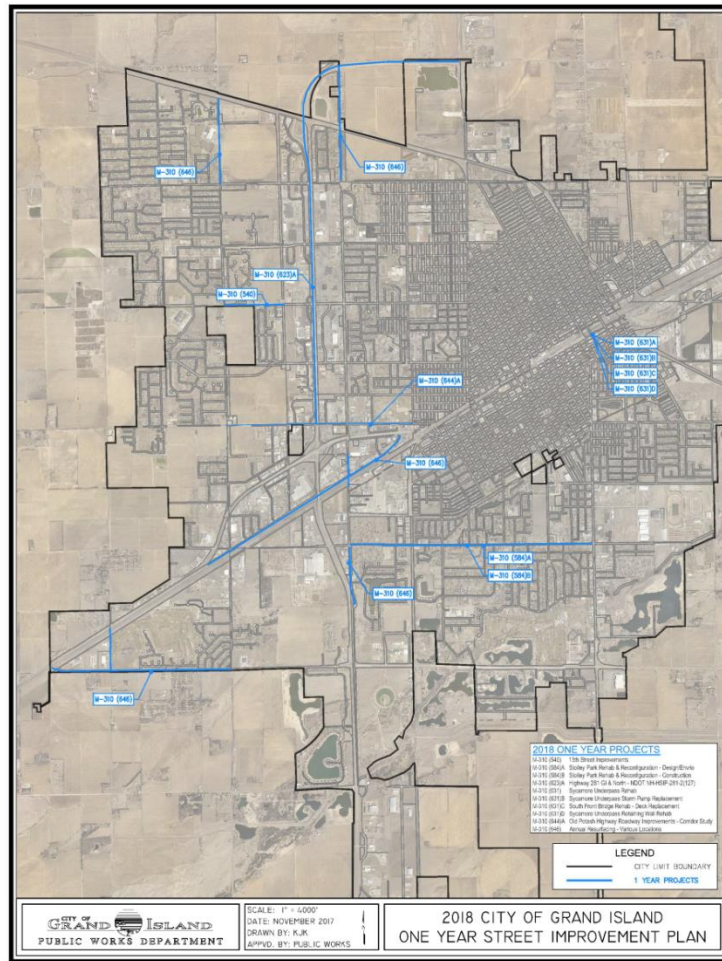 M-310 (646)
M-310 (646)
M-310 (623)A
M-310 (540)
M-310 (631)A
M-310 (631)B
M-310 (631)C
M-310 (631)D
M-310 (644)A
M-310 (646)
M-310 (584)A
M-310 (584)B
M-310 (646)
M-310 (646)
2018 ONE YEAR PROJECTS
M-310 (540) 13th Street Improvements
M-310 (584)A Stolley Park Rehab & Reconfiguration - Design/Enviro
M-310 (584)B Stolley Park Rehab & Reconfiguration - Construction
M-310 (623)A Highway 281 GI & North - NDOT NH-HSIP-281-2(127)
M-310 (631) Sycamore Underpass Rehab
M-310 (631)B Sycamore Underpass Storm Pump Replacement
M-310 (631)C South Front Bridge Rehab - Deck Replacement
M-310 (631)D Sycamore Underpass Retaining Wall Rehab
M-310 (644)A Old Potash Highway Roadway Improvements - Corridor Study
M-310 (646) Annual Resurfacing - Various Locations
LEGEND
CITY LIMIT BOUNDARY
1 YEAR PROJECTS
CITY OF
GRAND ISLAND
PUBLIC WORKS DEPARTMENT
SCALE: 1" = 4000'
DATE: NOVEMBER 2017
DRAWN BY: KJK
APPVD. BY: PUBLIC WORKS
2018 CITY OF GRAND ISLAND
ONE YEAR STREET IMPROVEMENT PLAN